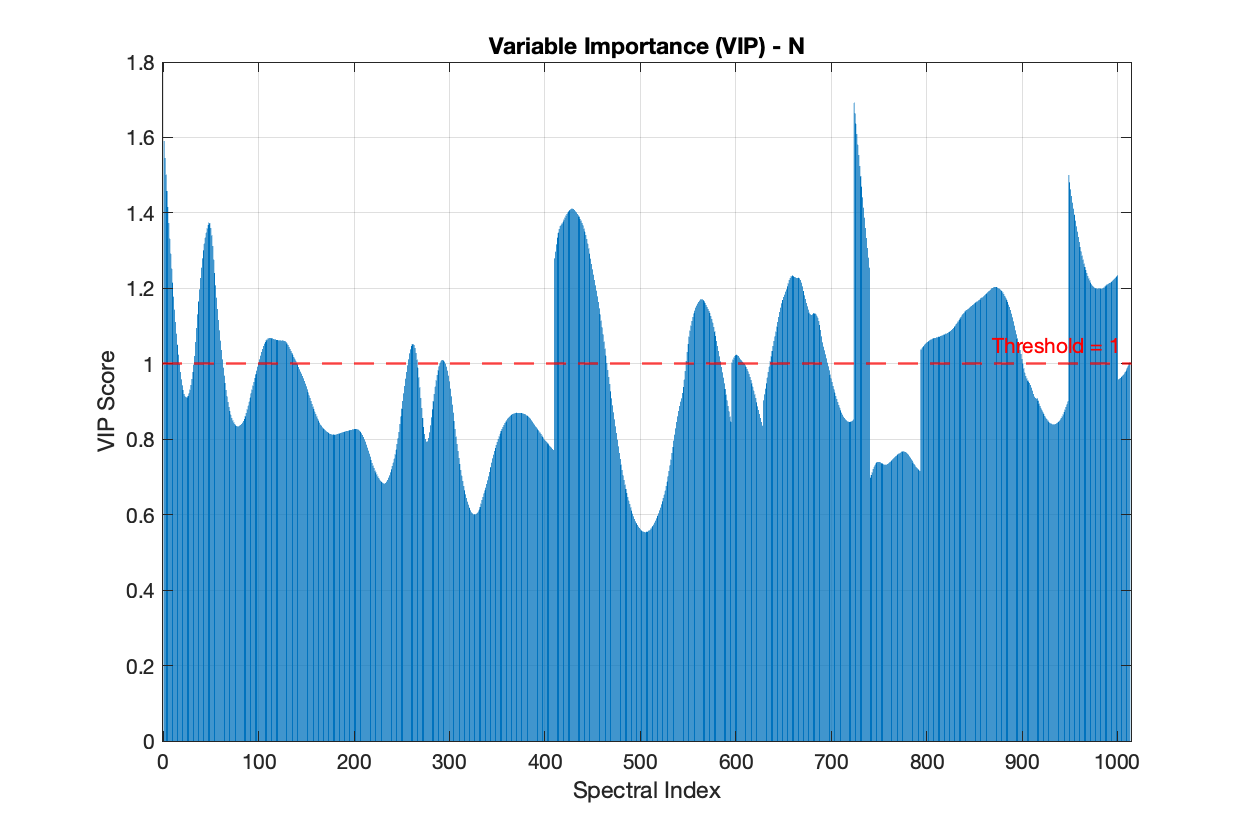 Variable Importance (VIP) - N
1.8
1.6
1.4
1.2
1
0.8
0.6
0.4
0.2
0
VIP Score
Threshold = 1
0 100 200 300 400 500 600 700 800 900 1000
Spectral Index